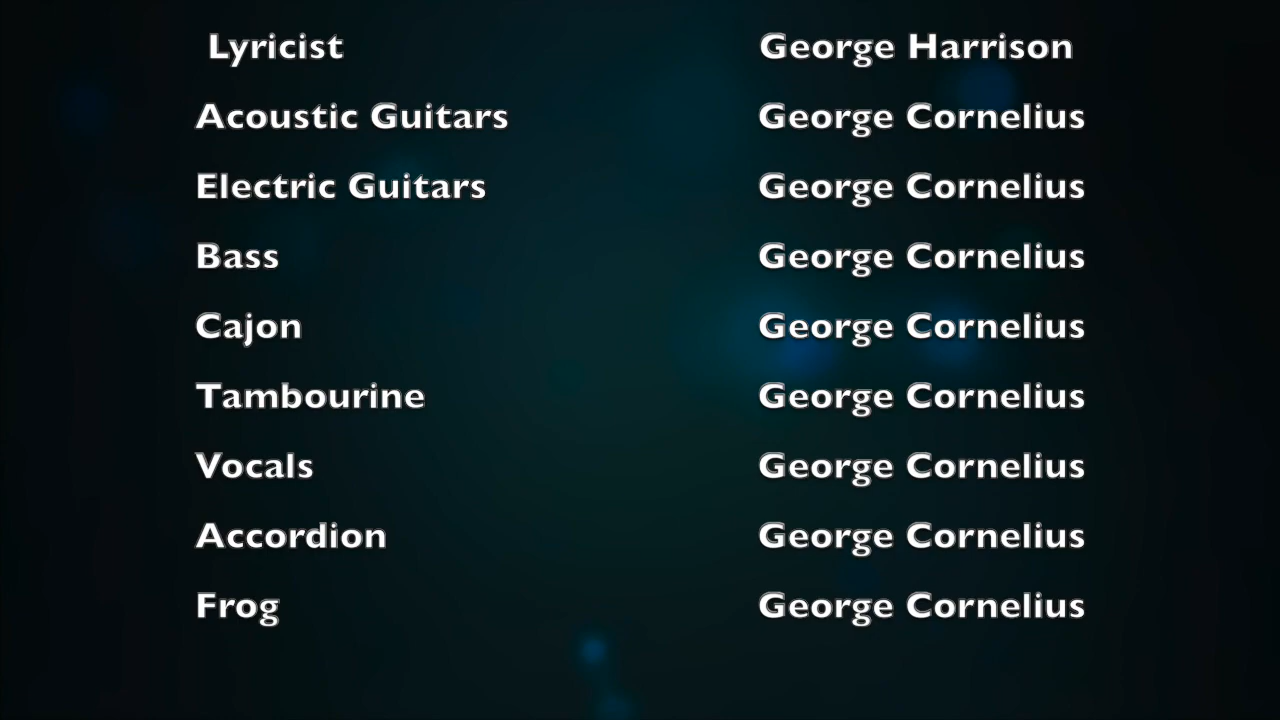 Lyricist George Harrison
Acoustic Guitars George Cornelius
Electric Guitars George Cornelius
Bass George Cornelius
Cajon George Cornelius
Tambourine George Cornelius
Vocals George Cornelius
Accordion George Cornelius
Frog George Cornelius